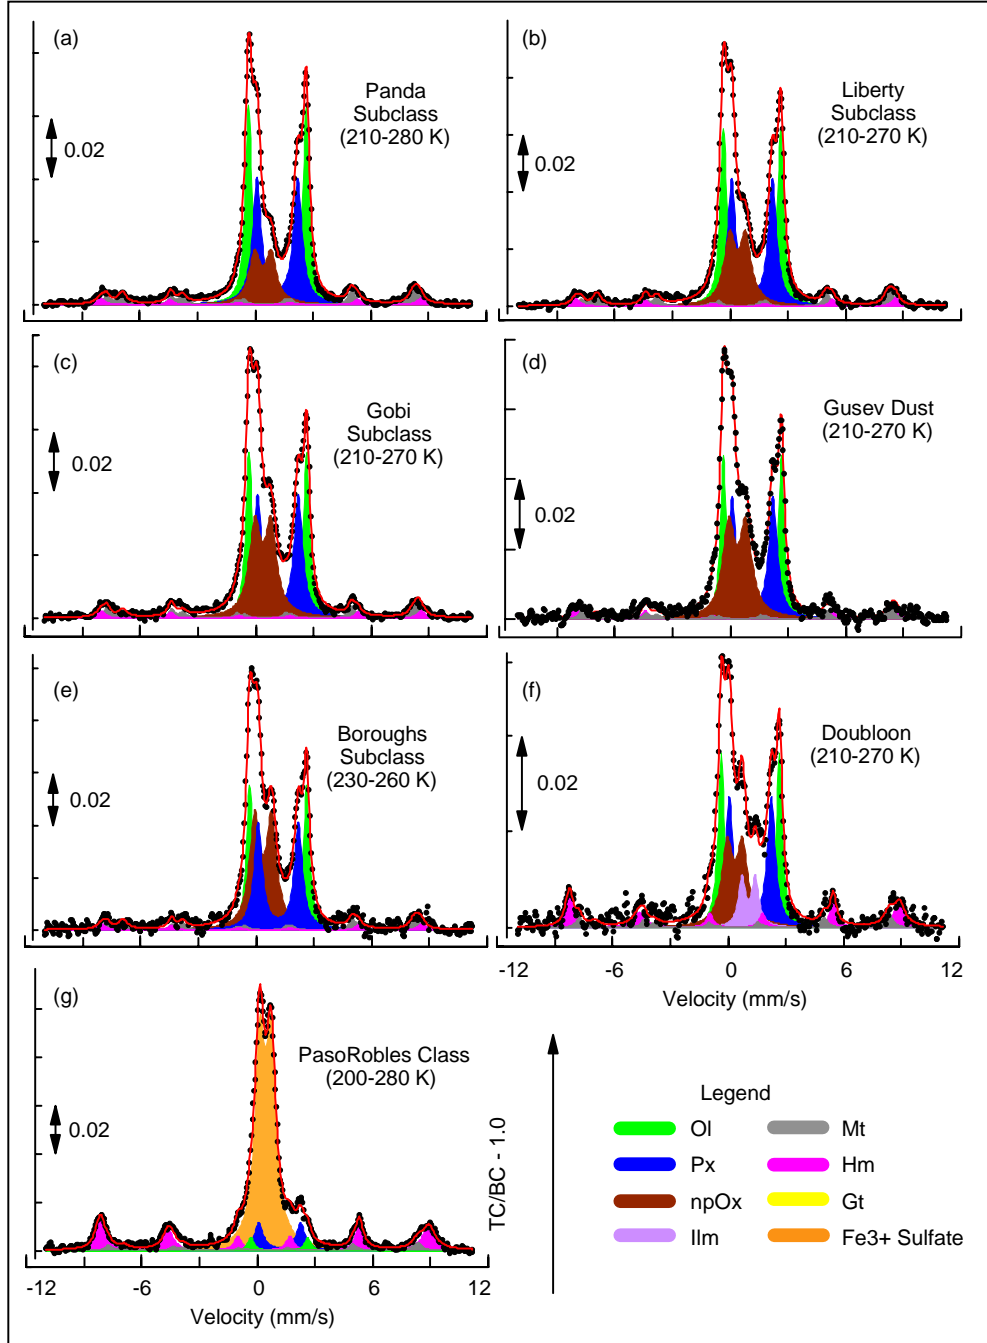 (a)
Panda
Subclass
(210-280 K)
0.02
(b)
Liberty
Subclass
(210-270 K)
0.02
(c)
Gobi
Subclass
(210-270 K)
0.02
(d)
Gusev Dust
(210-270 K)
0.02
(e)
Boroughs
Subclass
(230-260 K)
0.02
(f)
Doubloon
(210-270 K)
0.02
-12 -6 0 6 12
Velocity (mm/s)
(g)
PasoRobles Class
(200-280 K)
0.02
-12 -6 0 6 12
Velocity (mm/s)
TC/BC - 1.0
Legend
Ol Mt
Px Hm
npOx Gt
Ilm Fe3+ Sulfate